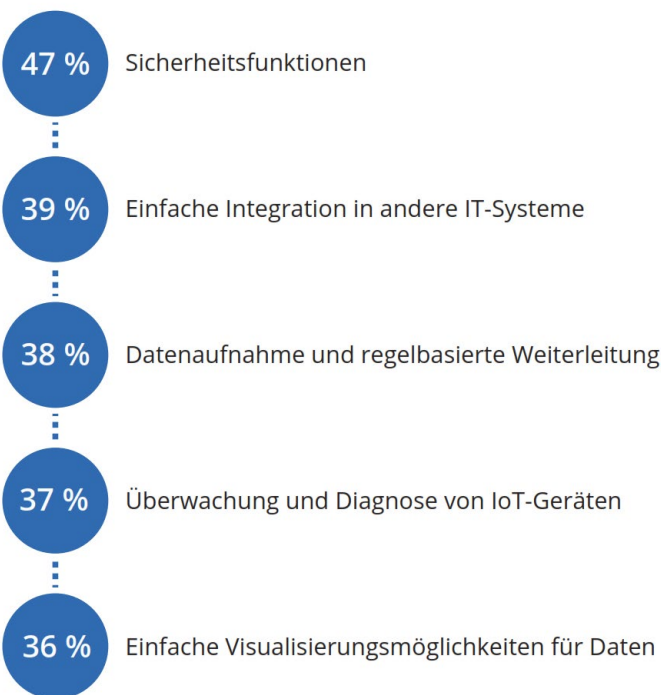 47 % Sicherheitsfunktionen
39 % Einfache Integration in andere IT-Systeme
38 % Datenaufnahme und regelbasierte Weiterleitung
37 % Überwachung und Diagnose von IoT-Geräten
36 % Einfache Visualisierungsmöglichkeiten für Daten